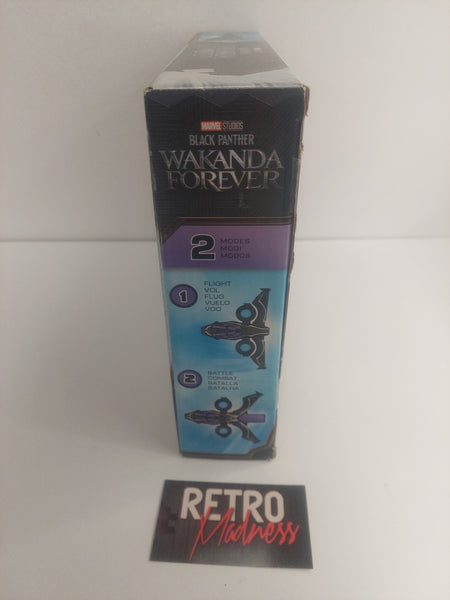 MARVEL STUDIOS
BLACK PANTHER
WAKANDA
FOREVER
2
MODES
MODI
MODOS
1
FLIGHT
VOL
FLUG
VUELO
VOO
2
BATTLE
COMBAT
BATALLA
BATALHA
RETRO
Madness